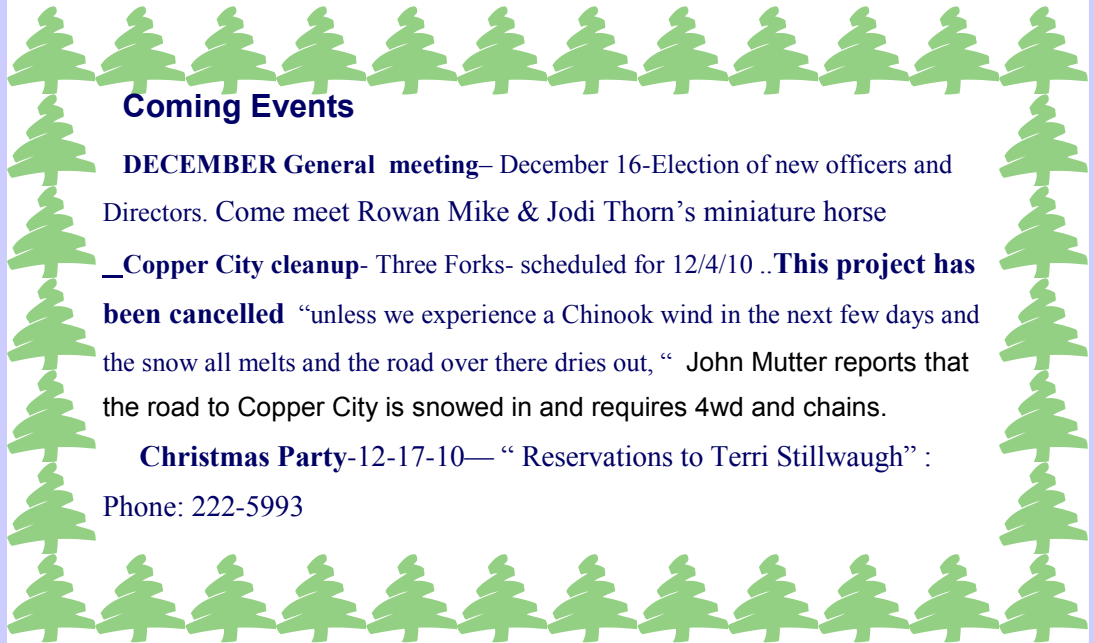 Coming Events
DECEMBER General  meeting– December 16-Election of new officers and
Directors. Come meet Rowan Mike & Jodi Thorn’s miniature horse
_Copper City cleanup- Three Forks- scheduled for 12/4/10 ..This project has
been cancelled  “unless we experience a Chinook wind in the next few days and
the snow all melts and the road over there dries out, “  John Mutter reports that
the road to Copper City is snowed in and requires 4wd and chains.
Christmas Party-12-17-10— “ Reservations to Terri Stillwaugh” :
Phone: 222-5993